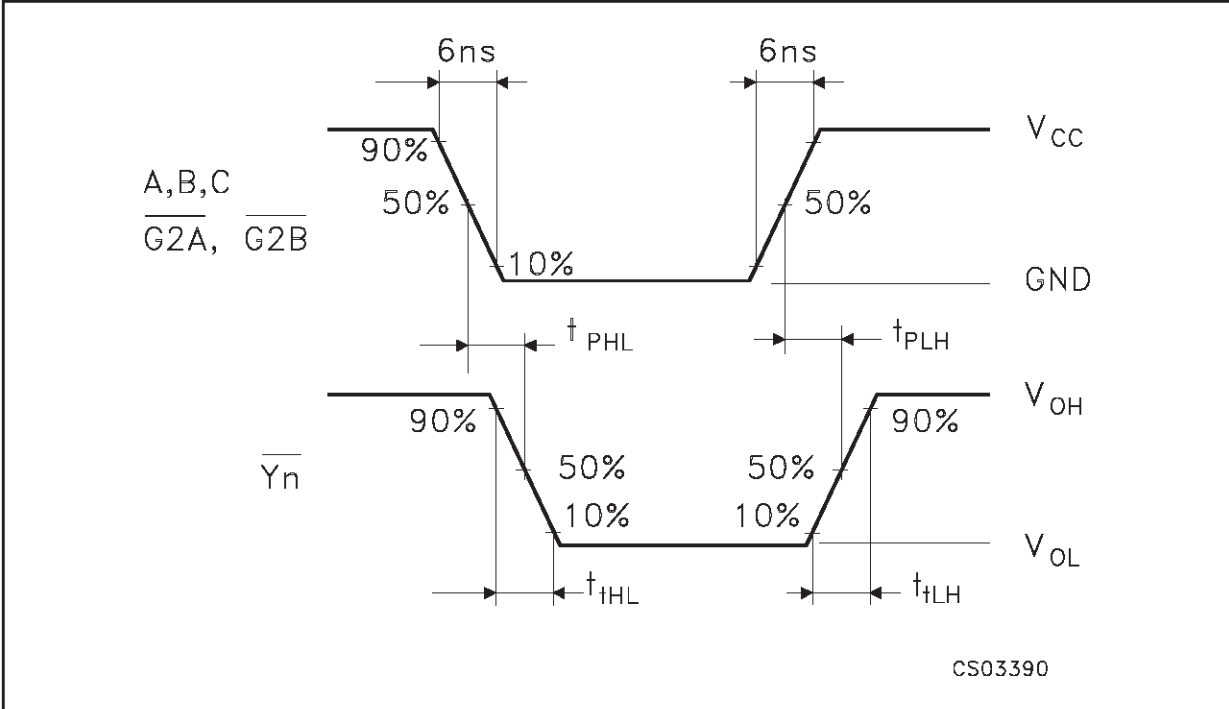 6ns
6ns
90%
V_CC
A,B,C
50%
50%
G2A, G2B
10%
GND
t_PHL
t_PLH
V_OH
90%
90%
Yn
50%
50%
10%
10%
V_OL
t_tHL
t_tLH
CS03390